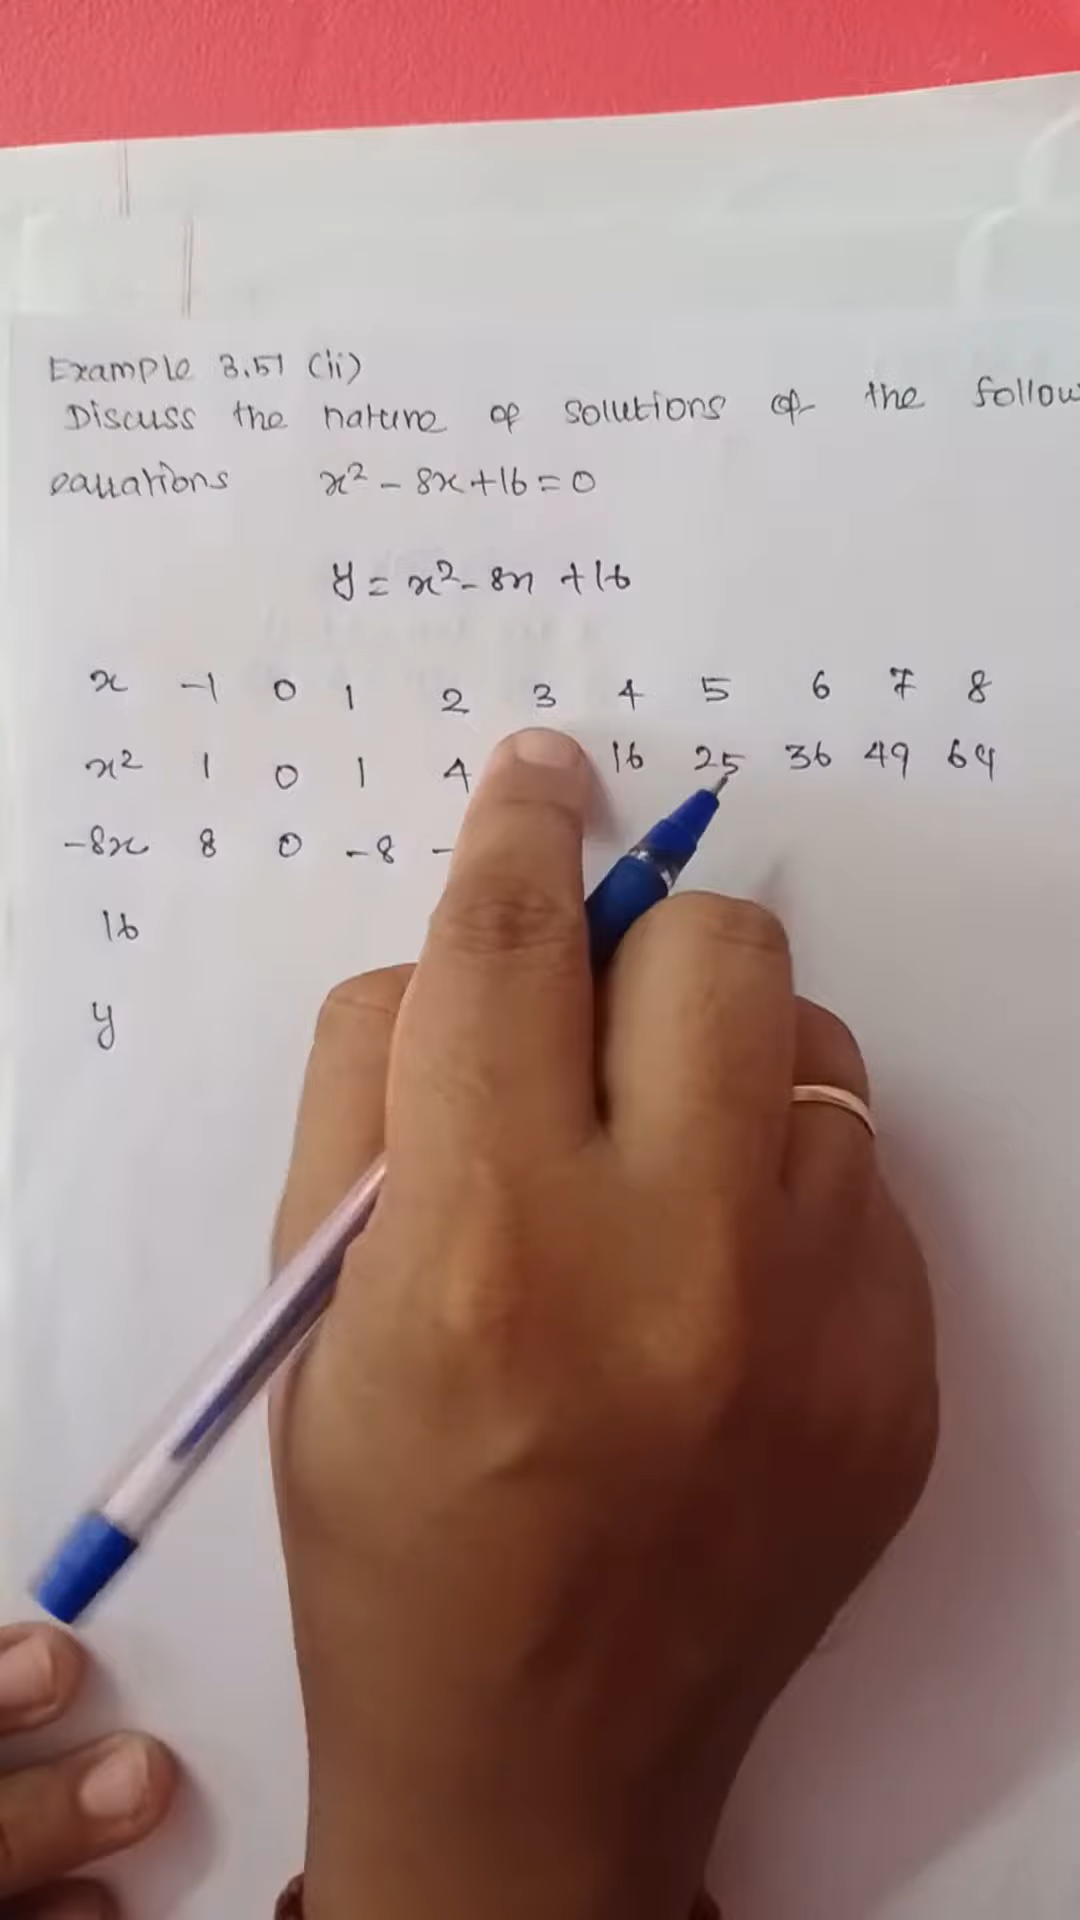 Example 3.51 (ii)
Discuss the nature of solutions of the follow
equations x² - 8x + 16 = 0
y = x² - 8x + 16
x -1 0 1 2 3 4 5 6 7 8
x² 1 0 1 4 16 25 36 49 64
-8x 8 0 -8 -
16
y